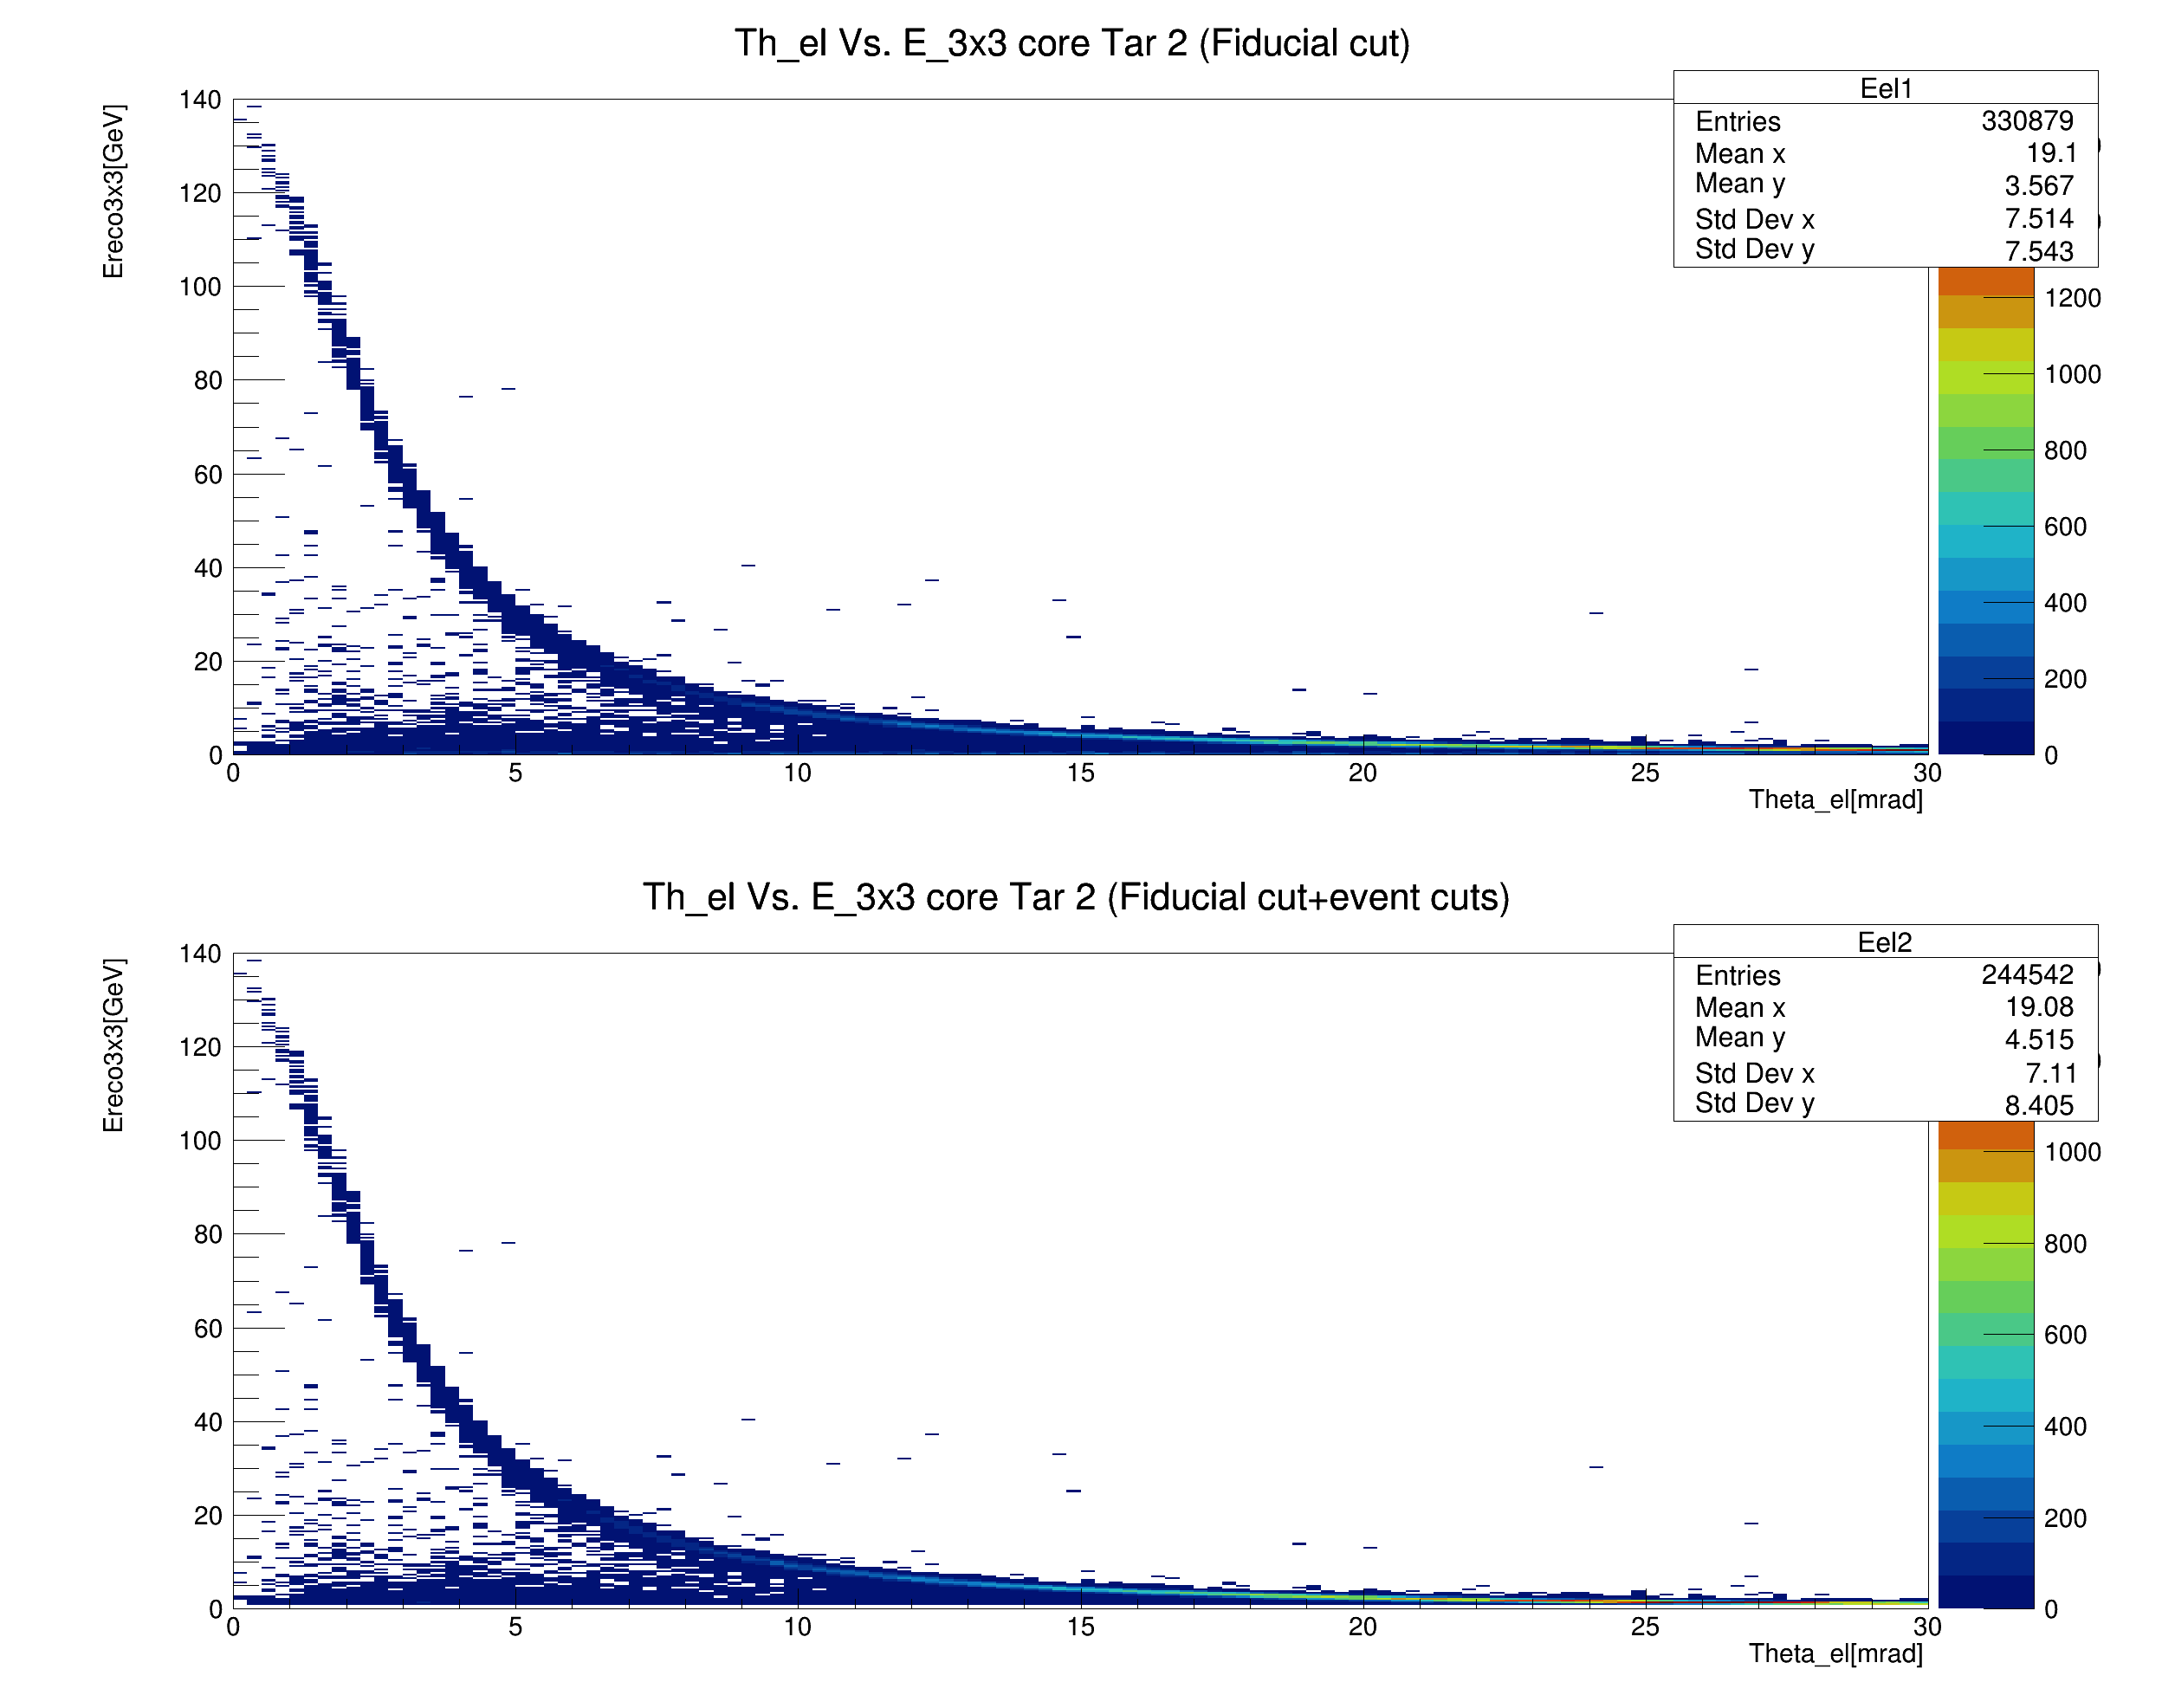 Th_el Vs. E_3x3 core Tar 2 (Fiducial cut)
Eel1
Entries 330879
Mean x 19.1
Mean y 3.567
Std Dev x 7.514
Std Dev y 7.543
Ereco3x3[GeV]
140
120
100
80
60
40
20
0
0 5 10 15 20 25 30
Theta_el[mrad]
1200
1000
800
600
400
200
0
Th_el Vs. E_3x3 core Tar 2 (Fiducial cut+event cuts)
Eel2
Entries 244542
Mean x 19.08
Mean y 4.515
Std Dev x 7.11
Std Dev y 8.405
Ereco3x3[GeV]
140
120
100
80
60
40
20
0
0 5 10 15 20 25 30
Theta_el[mrad]
1000
800
600
400
200
0